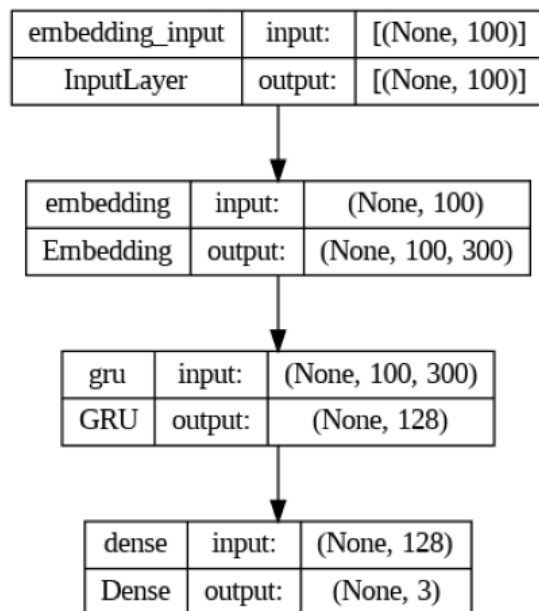 embedding_input input: [(None, 100)]
InputLayer output: [(None, 100)]
embedding input: (None, 100)
Embedding output: (None, 100, 300)
gru input: (None, 100, 300)
GRU output: (None, 128)
dense input: (None, 128)
Dense output: (None, 3)